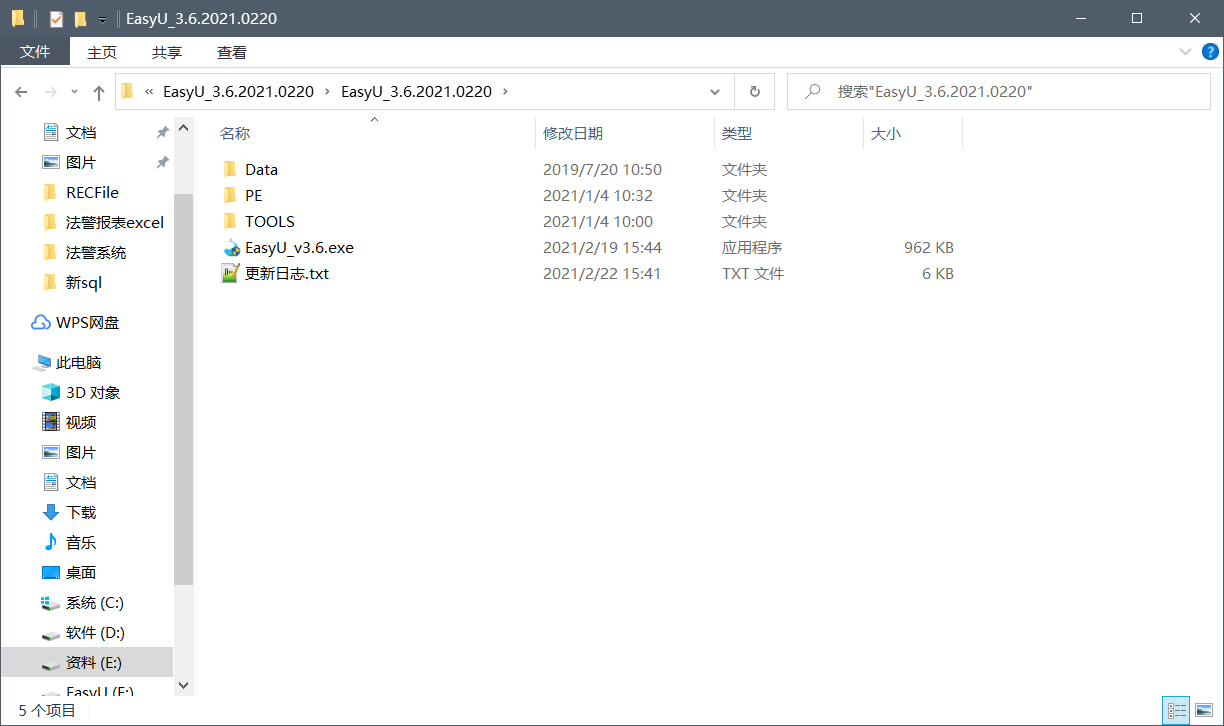 EasyU_3.6.2021.0220
文件 主页 共享 查看
« EasyU_3.6.2021.0220 › EasyU_3.6.2021.0220 › 搜索"EasyU_3.6.2021.0220"
文档
图片
RECFile
法警报表excel
法警系统
新sql
WPS网盘
此电脑
3D 对象
视频
图片
文档
下载
音乐
桌面
系统 (C:)
软件 (D:)
资料 (E:)
EasyU (F:)
名称 修改日期 类型 大小
Data 2019/7/20 10:50 文件夹
PE 2021/1/4 10:32 文件夹
TOOLS 2021/1/4 10:00 文件夹
EasyU_v3.6.exe 2021/2/19 15:44 应用程序 962 KB
更新日志.txt 2021/2/22 15:41 TXT 文件 6 KB
5 个项目